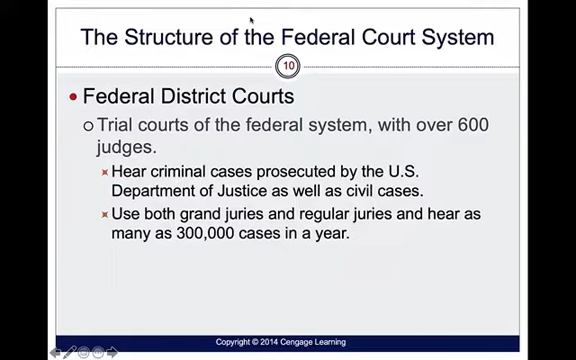 The Structure of the Federal Court System
10
Federal District Courts
Trial courts of the federal system, with over 600
judges.
Hear criminal cases prosecuted by the U.S.
Department of Justice as well as civil cases.
Use both grand juries and regular juries and hear as
many as 300,000 cases in a year.
Copyright © 2014 Cengage Learning